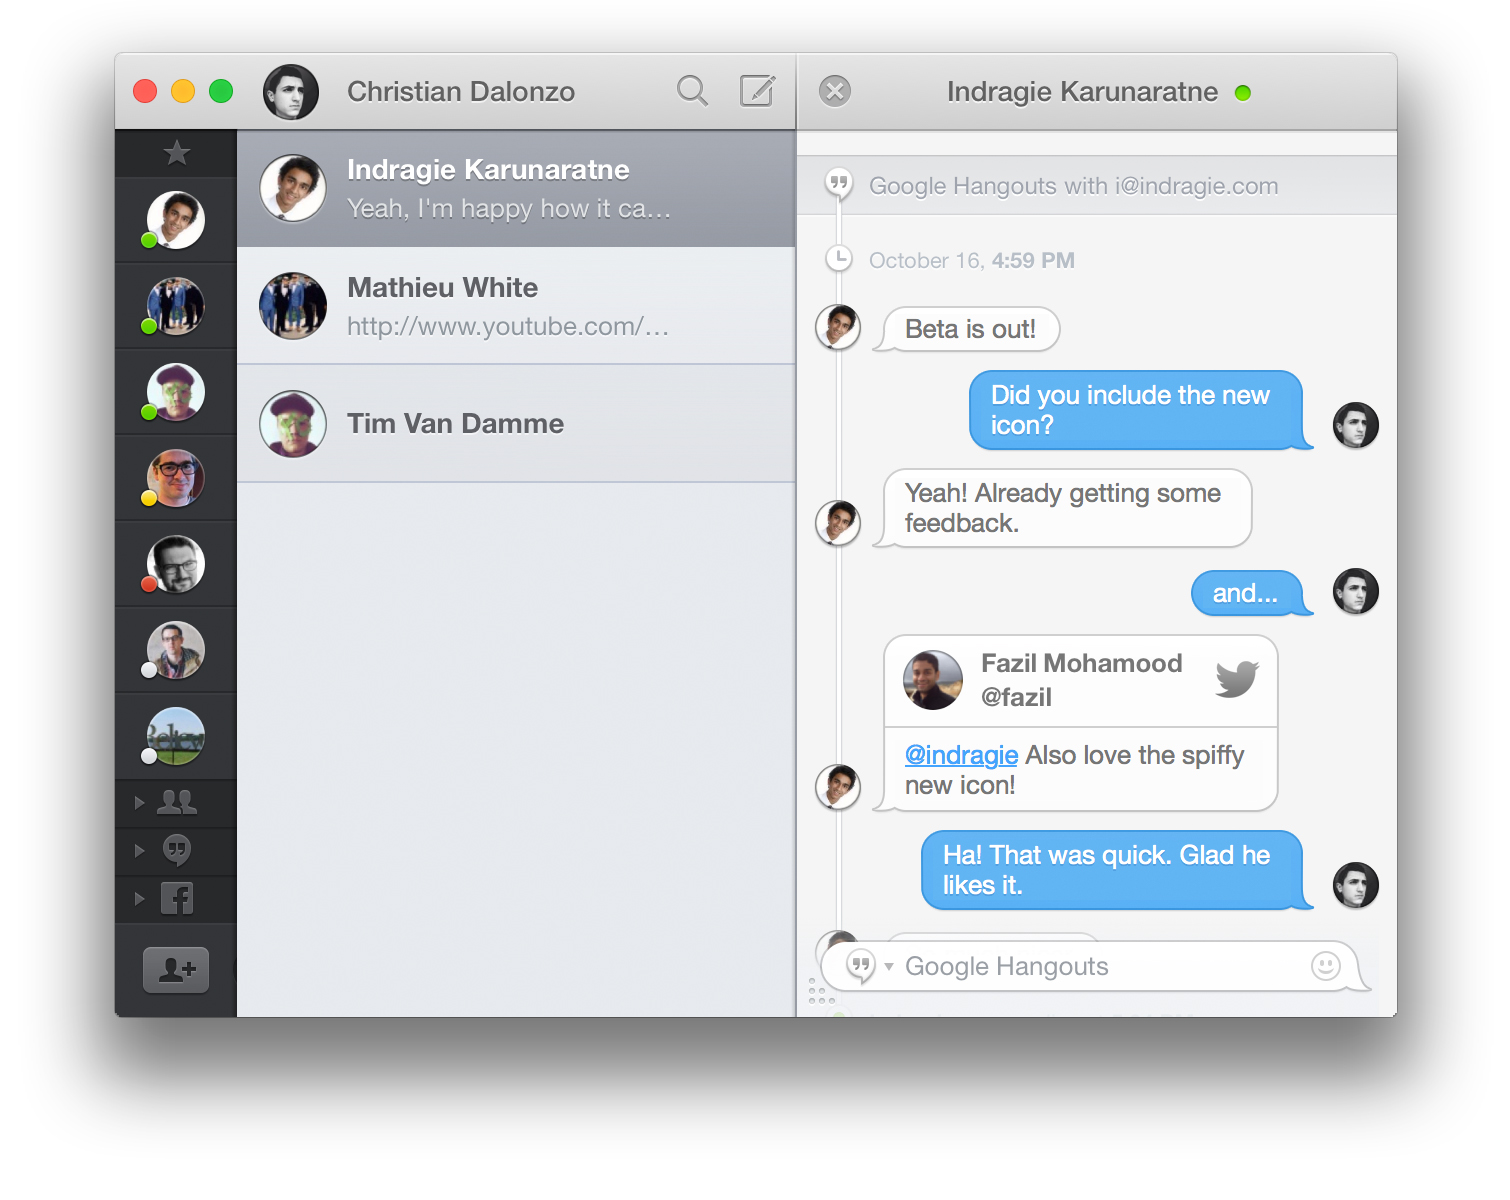 Christian Dalonzo
Indragie Karunaratne
Yeah, I'm happy how it ca…
Mathieu White
http://www.youtube.com/…
Tim Van Damme
Indragie Karunaratne
Google Hangouts with i@indragie.com
October 16, 4:59 PM
Beta is out!
Did you include the new
icon?
Yeah! Already getting some
feedback.
and...
Fazil Mohamood
@fazil
@indragie Also love the spiffy
new icon!
Ha! That was quick. Glad he
likes it.
Google Hangouts